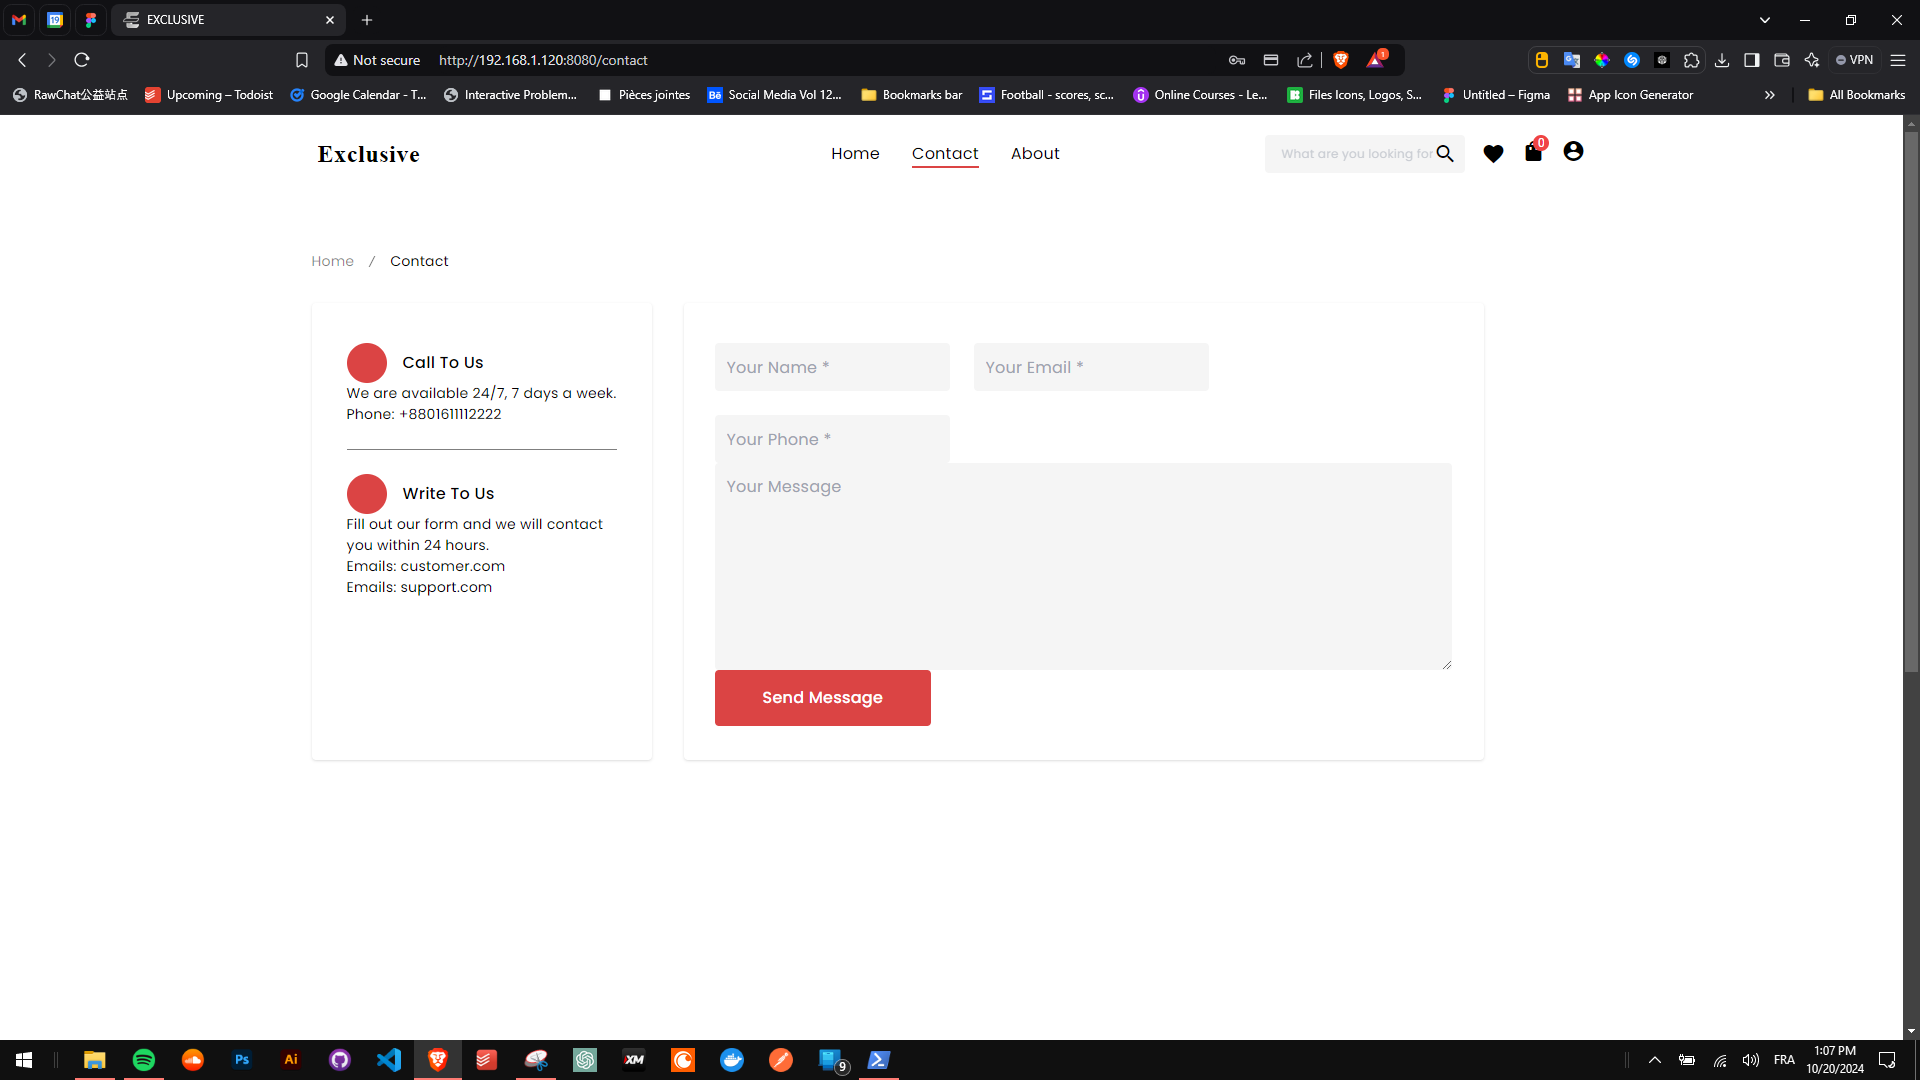 EXCLUSIVE
Not secure http://192.168.1.120:8080/contact
1
VPN
RawChat公益站点
Upcoming – Todoist
Google Calendar - T...
Interactive Problem...
Pièces jointes
Bē Social Media Vol 12...
Bookmarks bar
Football - scores, sc...
Online Courses - Le...
Files Icons, Logos, S...
Untitled – Figma
App Icon Generator
All Bookmarks
Exclusive
Home Contact About
What are you looking for
0
Home / Contact
Call To Us
We are available 24/7, 7 days a week.
Phone: +8801611112222
Write To Us
Fill out our form and we will contact
you within 24 hours.
Emails: customer.com
Emails: support.com
Your Name *
Your Email *
Your Phone *
Your Message
Send Message
Ps
Ai
XM
9
FRA
1:07 PM
10/20/2024